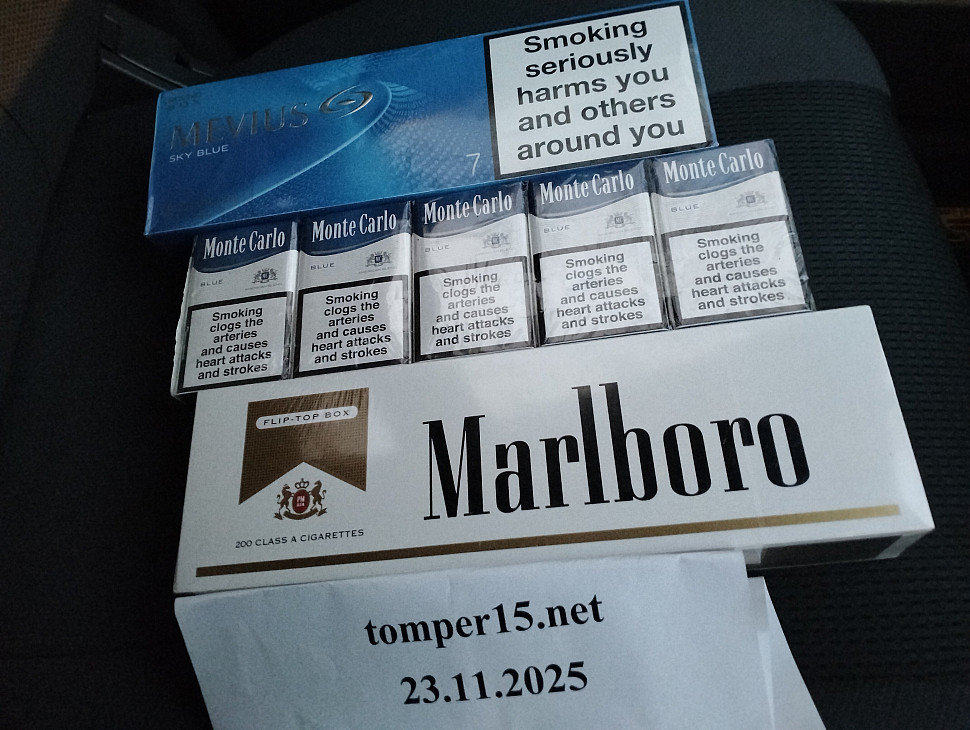 MEVIUS
SKY BLUE
7
Smoking
seriously
harms you
and others
around you
Monte Carlo
BLUE
Smoking
clogs the
arteries
and causes
heart attacks
and strokes
Monte Carlo
BLUE
Smoking
clogs the
arteries
and causes
heart attacks
and strokes
Monte Carlo
BLUE
Smoking
clogs the
arteries
and causes
heart attacks
and strokes
Monte Carlo
BLUE
Smoking
clogs the
arteries
and causes
heart attacks
and strokes
Monte Carlo
BLUE
Smoking
clogs the
arteries
and causes
heart attacks
and strokes
FLIP-TOP BOX
PM
200 CLASS A CIGARETTES
Marlboro
tomper15.net
23.11.2025